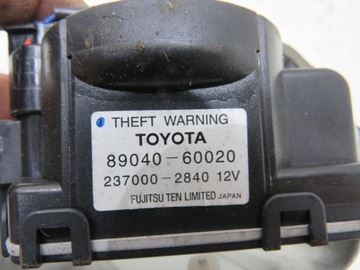 THEFT WARNING
TOYOTA
89040-60020
237000-2840 12V
FUJITSU TEN LIMITED JAPAN